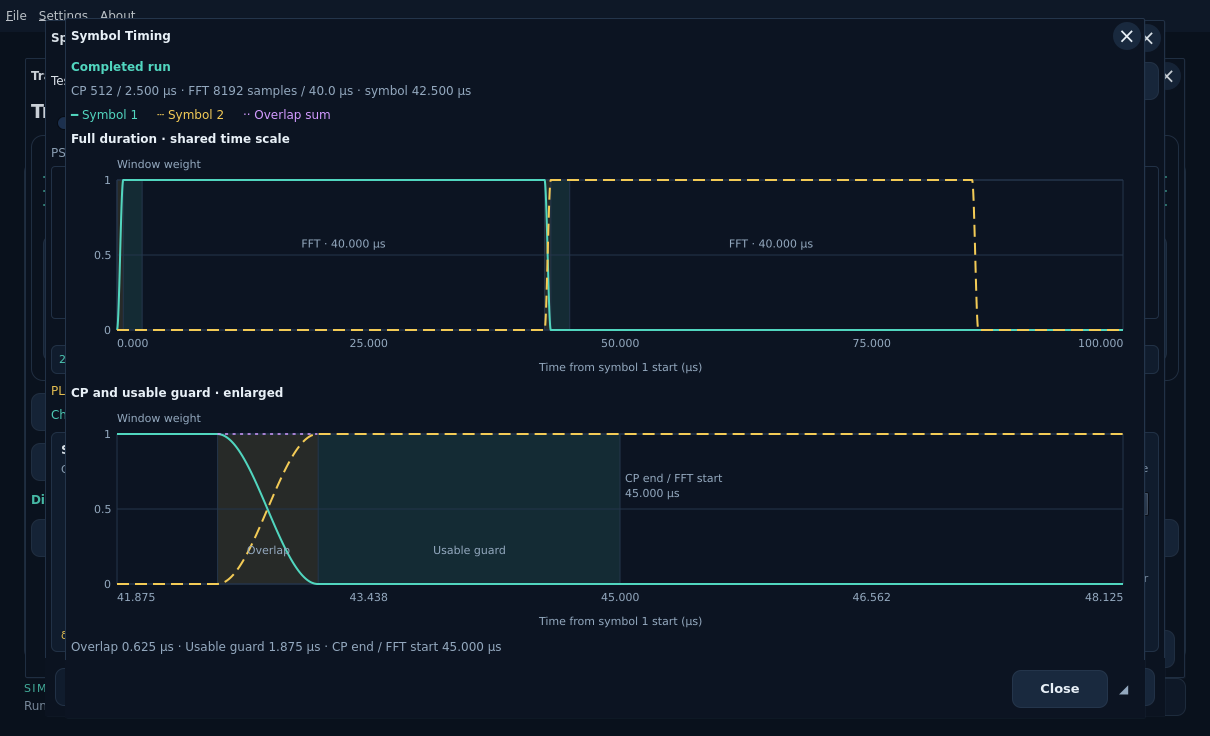 File Settings About
Symbol Timing
Completed run
CP 512 / 2.500 µs · FFT 8192 samples / 40.0 µs · symbol 42.500 µs
Symbol 1 Symbol 2 Overlap sum
Full duration · shared time scale
Window weight
1
FFT · 40.000 µs FFT · 40.000 µs
0.5
0
0.000 25.000 50.000 75.000 100.000
Time from symbol 1 start (µs)
CP and usable guard · enlarged
Window weight
1
CP end / FFT start
45.000 µs
0.5
Overlap Usable guard
0
41.875 43.438 45.000 46.562 48.125
Time from symbol 1 start (µs)
Overlap 0.625 µs · Usable guard 1.875 µs · CP end / FFT start 45.000 µs
Close